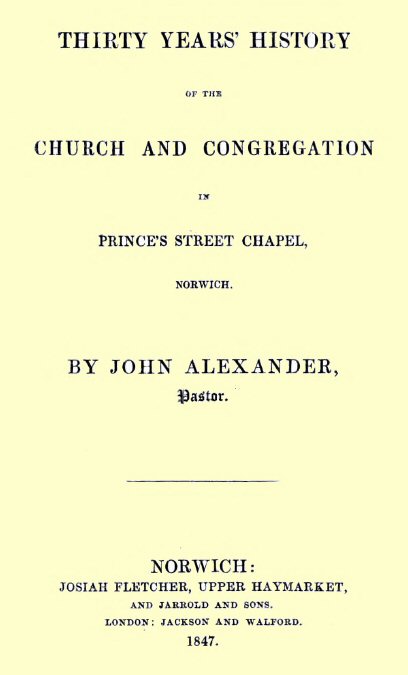 THIRTY YEARS' HISTORY
OF THE
CHURCH AND CONGREGATION
IN
PRINCE'S STREET CHAPEL,
NORWICH.
BY JOHN ALEXANDER,
Pastor.
NORWICH:
JOSIAH FLETCHER, UPPER HAYMARKET,
AND JARROLD AND SONS.
LONDON: JACKSON AND WALFORD.
1847.